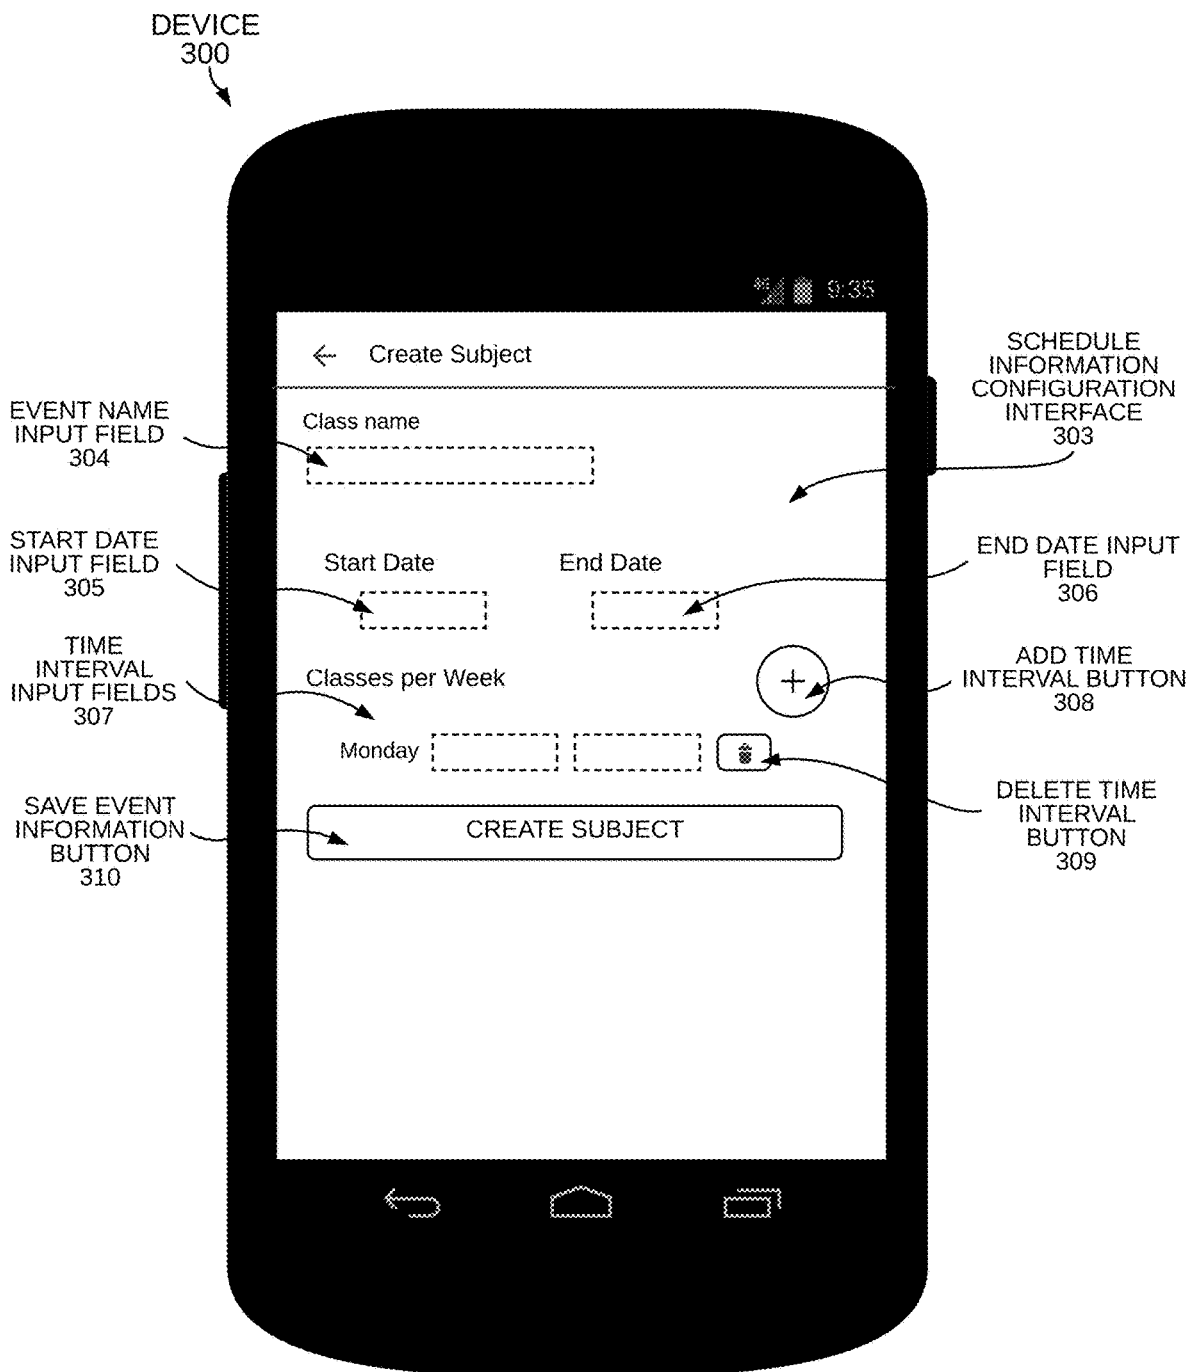 DEVICE
300
4G
9:35
Create Subject
SCHEDULE
INFORMATION
CONFIGURATION
INTERFACE
303
EVENT NAME
INPUT FIELD
304
Class name
START DATE
INPUT FIELD
305
Start Date
End Date
END DATE INPUT
FIELD
306
TIME
INTERVAL
INPUT FIELDS
307
Classes per Week
ADD TIME
INTERVAL BUTTON
308
Monday
DELETE TIME
INTERVAL
BUTTON
309
SAVE EVENT
INFORMATION
BUTTON
310
CREATE SUBJECT